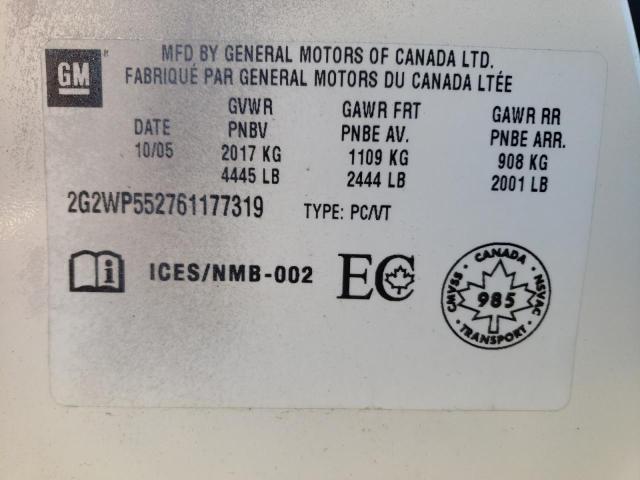 GM
MFD BY GENERAL MOTORS OF CANADA LTD.
FABRIQUÉ PAR GENERAL MOTORS DU CANADA LTÉE
GVWR GAWR FRT GAWR RR
DATE PNBV PNBE AV. PNBE ARR.
10/05 2017 KG 1109 KG 908 KG
4445 LB 2444 LB 2001 LB
2G2WP552761177319 TYPE: PC/VT
i ICES/NMB-002 EC
CANADA
CMVSS 985 NSVAC
TRANSPORT